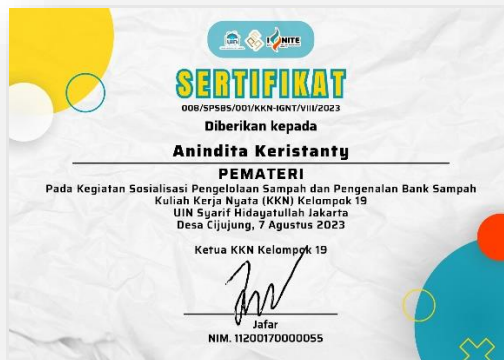 UIN
IGNITE
SERTIFIKAT
008/SPSBS/001/KKN-IGNT/VIII/2023
Diberikan kepada
Anindita Keristanty
PEMATERI
Pada Kegiatan Sosialisasi Pengelolaan Sampah dan Pengenalan Bank Sampah
Kuliah Kerja Nyata (KKN) Kelompok 19
UIN Syarif Hidayatullah Jakarta
Desa Cijujung, 7 Agustus 2023
Ketua KKN Kelompok 19
Jafar
NIM. 11200170000055